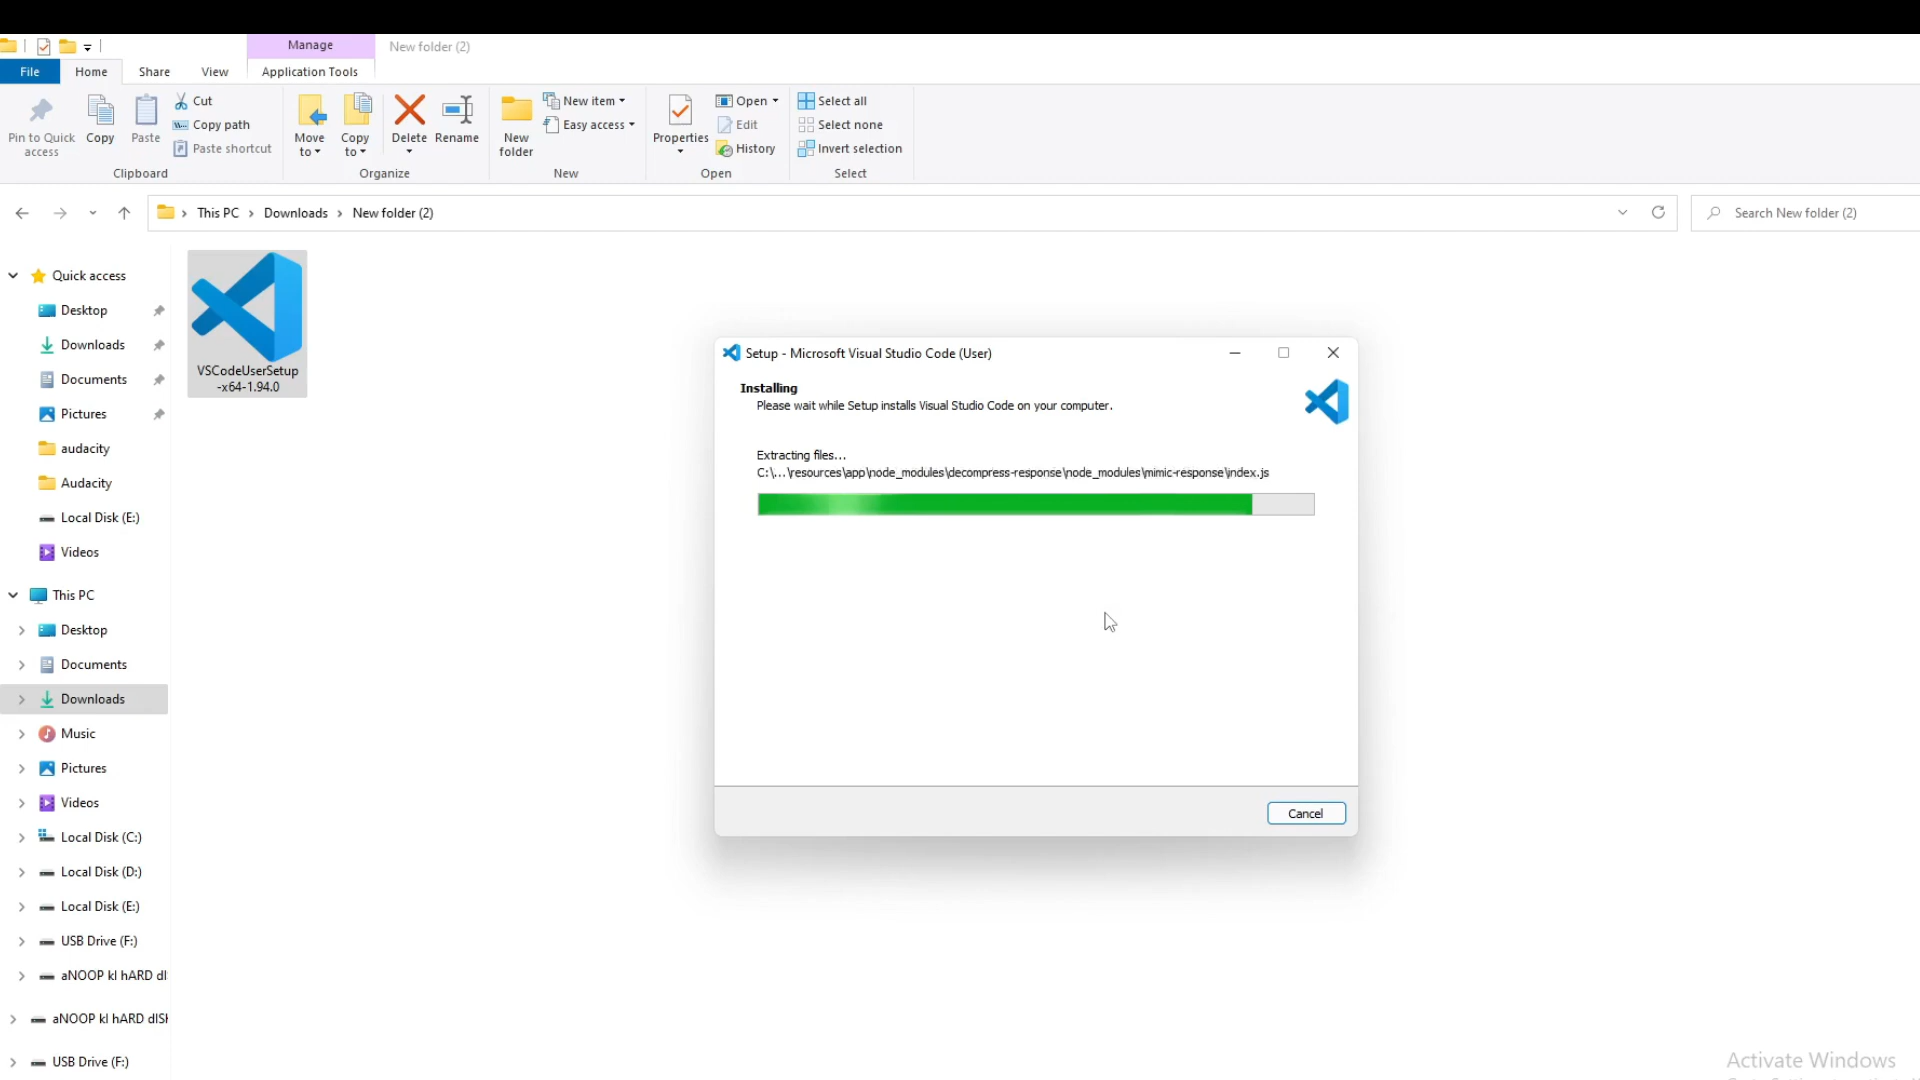 Manage
New folder (2)
File
Home
Share
View
Application Tools
Pin to Quick
access
Copy
Paste
Cut
Copy path
Paste shortcut
Clipboard
Move
to
Copy
to
Delete
Rename
Organize
New
folder
New item
Easy access
New
Properties
Open
Edit
History
Open
Select all
Select none
Invert selection
Select
This PC
Downloads
New folder (2)
Search New folder (2)
Quick access
Desktop
Downloads
Documents
Pictures
audacity
Audacity
Local Disk (E:)
Videos
This PC
Desktop
Documents
Downloads
Music
Pictures
Videos
Local Disk (C:)
Local Disk (D:)
Local Disk (E:)
USB Drive (F:)
aNOOP kI hARD dI
aNOOP kI hARD dISK
USB Drive (F:)
VSCodeUserSetup
-x64-1.94.0
Setup - Microsoft Visual Studio Code (User)
Installing
Please wait while Setup installs Visual Studio Code on your computer.
Extracting files...
C:\...\resources\app\node_modules\decompress-response\node_modules\mimic-response\index.js
Cancel
Activate Windows